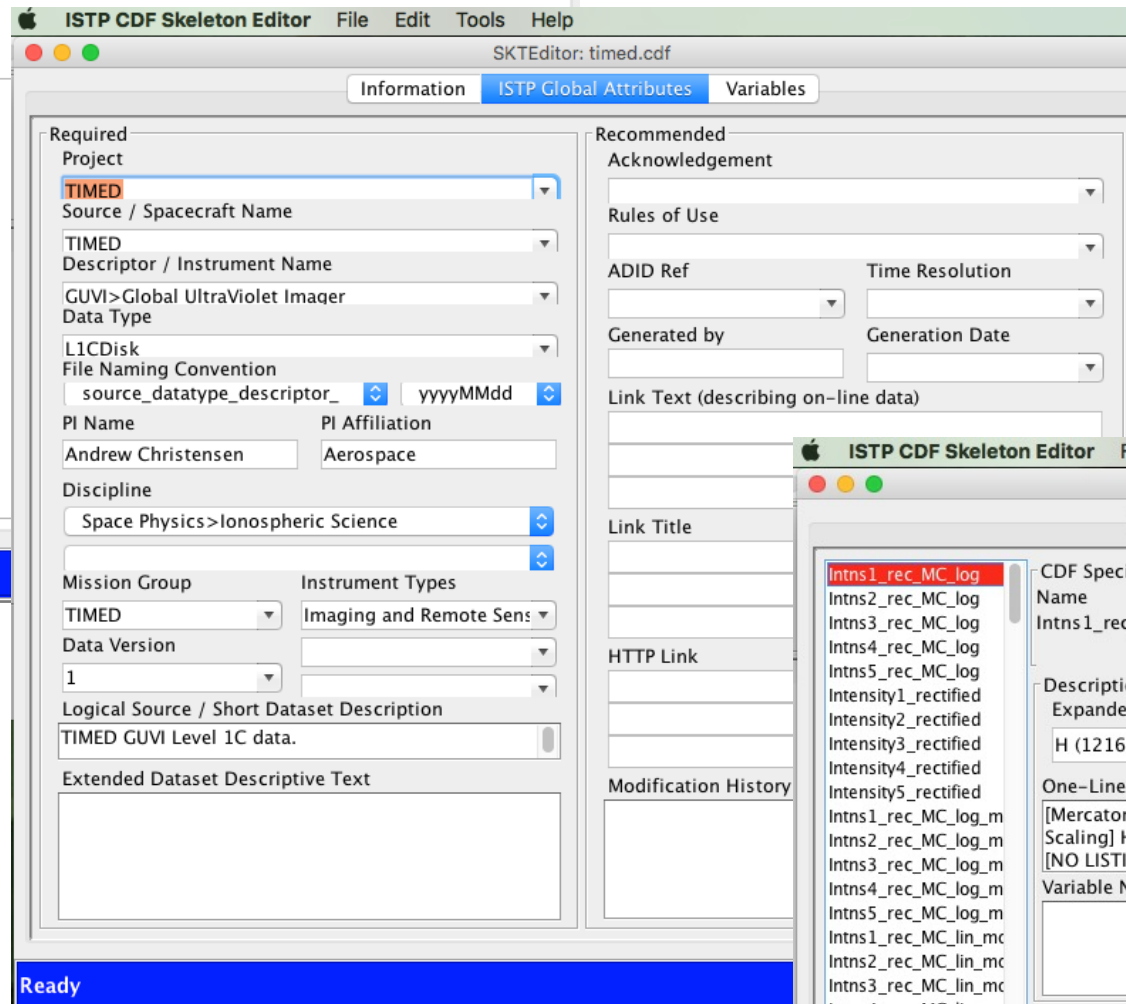 ISTP CDF Skeleton Editor File Edit Tools Help
SKTEditor: timed.cdf
Information ISTP Global Attributes Variables
Required
Project
TIMED
Source / Spacecraft Name
TIMED
Descriptor / Instrument Name
GUVI>Global UltraViolet Imager
Data Type
L1CDisk
File Naming Convention
source_datatype_descriptor_ yyyyMMdd
PI Name PI Affiliation
Andrew Christensen Aerospace
Discipline
Space Physics>Ionospheric Science
Mission Group Instrument Types
TIMED Imaging and Remote Sens
Data Version
1
Logical Source / Short Dataset Description
TIMED GUVI Level 1C data.
Extended Dataset Descriptive Text
Ready
Recommended
Acknowledgement
Rules of Use
ADID Ref Time Resolution
Generated by Generation Date
Link Text (describing on-line data)
Link Title
HTTP Link
Modification History
ISTP CDF Skeleton Editor
Intns1_rec_MC_log
Intns2_rec_MC_log
Intns3_rec_MC_log
Intns4_rec_MC_log
Intns5_rec_MC_log
Intensity1_rectified
Intensity2_rectified
Intensity3_rectified
Intensity4_rectified
Intensity5_rectified
Intns1_rec_MC_log_m
Intns2_rec_MC_log_m
Intns3_rec_MC_log_m
Intns4_rec_MC_log_m
Intns5_rec_MC_log_m
Intns1_rec_MC_lin_mo
Intns2_rec_MC_lin_mo
Intns3_rec_MC_lin_mo
CDF Speci
Name
Intns1_rec
Descripti
Expande
H (1216
One-Line
[Mercator
Scaling] H
[NO LISTI
Variable N